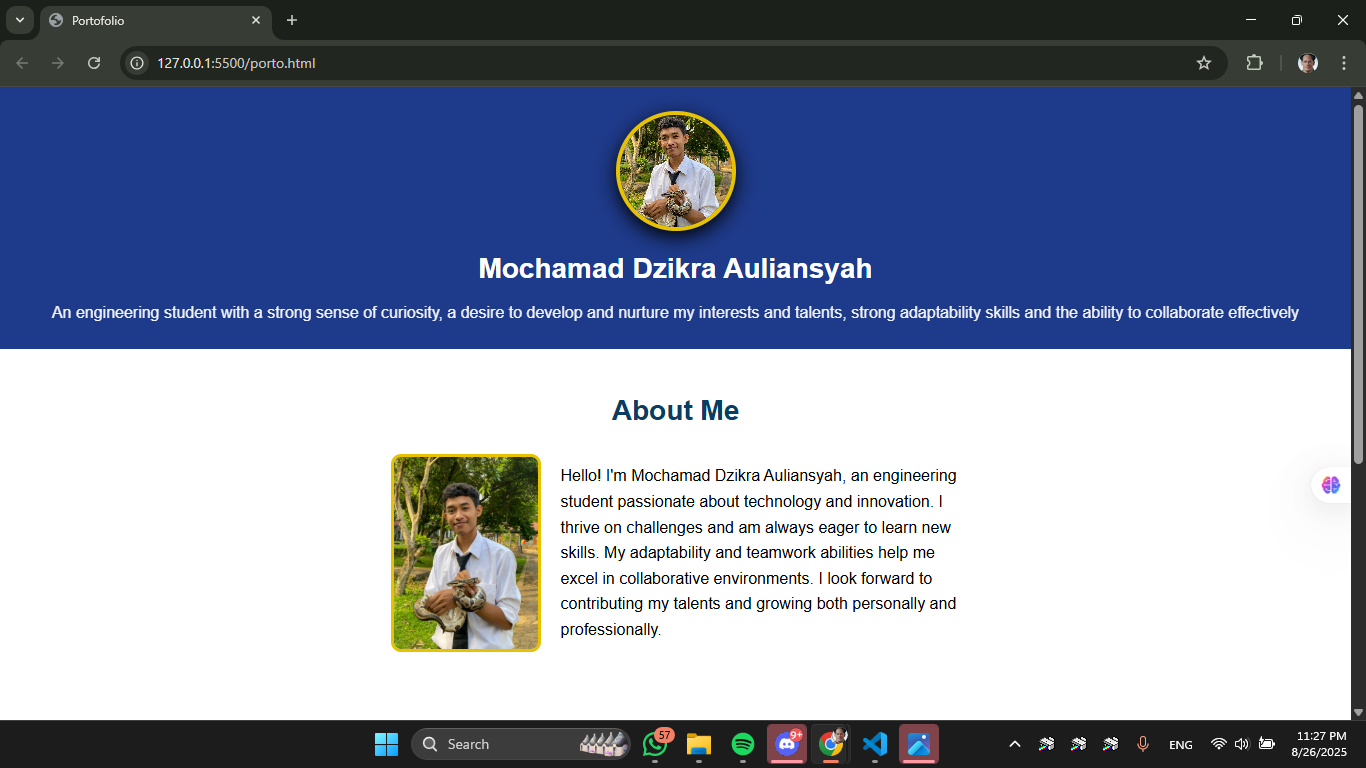 Portofolio
127.0.0.1:5500/porto.html
Mochamad Dzikra Auliansyah
An engineering student with a strong sense of curiosity, a desire to develop and nurture my interests and talents, strong adaptability skills and the ability to collaborate effectively
About Me
Hello! I'm Mochamad Dzikra Auliansyah, an engineering
student passionate about technology and innovation. I
thrive on challenges and am always eager to learn new
skills. My adaptability and teamwork abilities help me
excel in collaborative environments. I look forward to
contributing my talents and growing both personally and
professionally.
Search
57
9+
ENG
11:27 PM
8/26/2025